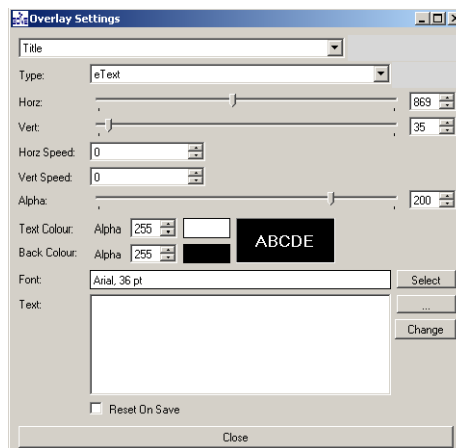 Overlay Settings
Title
Type: eText
Horz: 869
Vert: 35
Horz Speed: 0
Vert Speed: 0
Alpha: 200
Text Colour: Alpha 255
ABCDE
Back Colour: Alpha 255
Font: Arial, 36 pt Select
Text: ...
Change
Reset On Save
Close